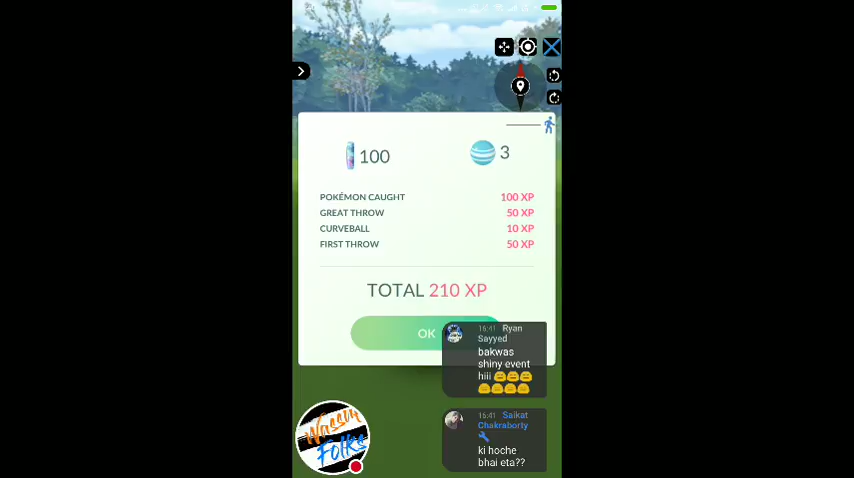 100
3
POKÉMON CAUGHT 100 XP
GREAT THROW 50 XP
CURVEBALL 10 XP
FIRST THROW 50 XP
TOTAL 210 XP
OK
16:41 Ryan
Sayyed
bakwas
shiny event
hiii 😑😑😑
😑😑😑😑
16:41 Saikat
Chakraborty
🔧
ki hoche
bhai eta??
Wassup
Folks